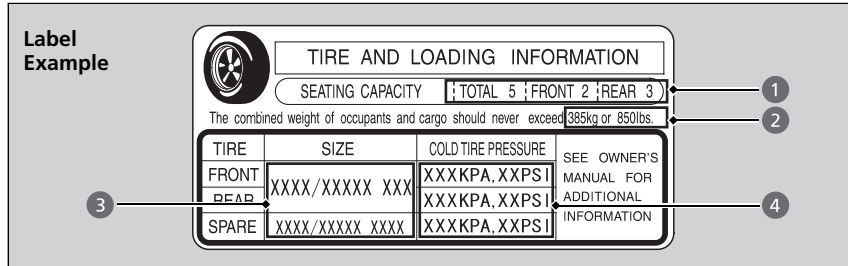 Label
Example
TIRE AND LOADING INFORMATION
SEATING CAPACITY TOTAL 5 FRONT 2 REAR 3
1
The combined weight of occupants and cargo should never exceed 385kg or 850lbs.
2
TIRE SIZE COLD TIRE PRESSURE
SEE OWNER'S
MANUAL FOR
ADDITIONAL
INFORMATION
FRONT XXXX/XXXXX XXX XXXKPA,XXPSI
REAR XXXKPA,XXPSI
3
4
SPARE XXXX/XXXXX XXXX XXXKPA,XXPSI